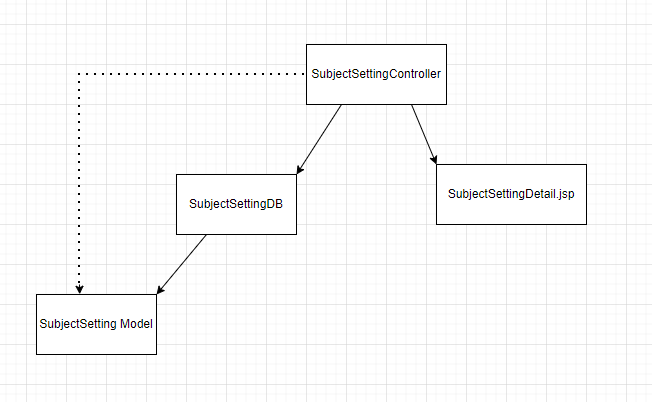 SubjectSettingController
SubjectSettingDB
SubjectSettingDetail.jsp
SubjectSetting Model